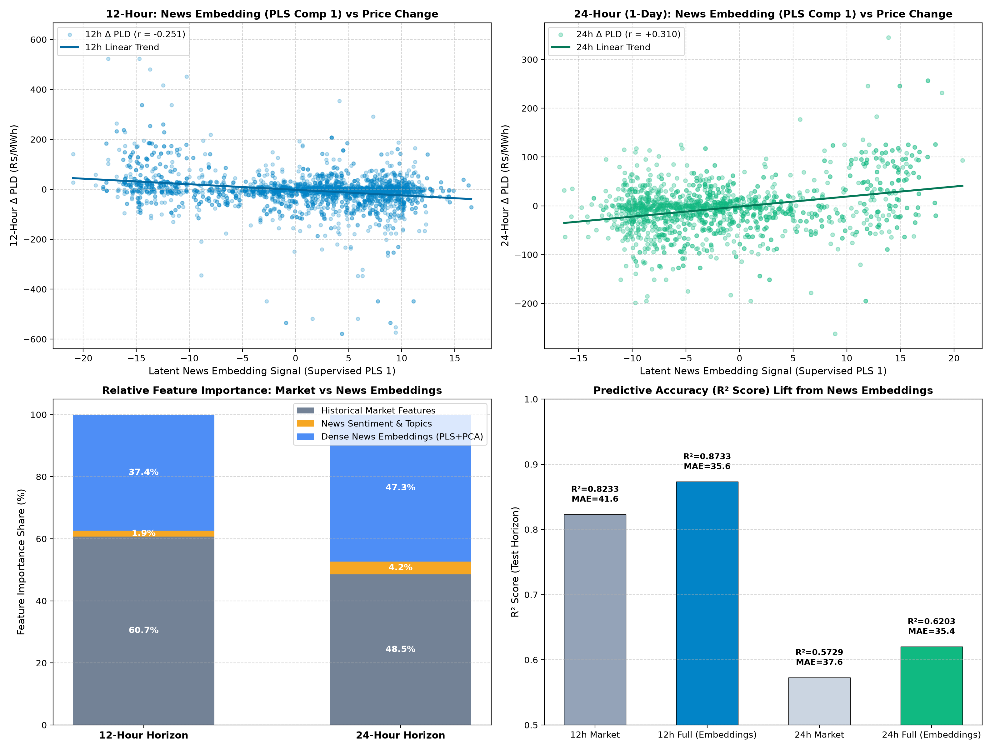 12-Hour: News Embedding (PLS Comp 1) vs Price Change
12h Δ PLD (r = -0.251)
12h Linear Trend
12-Hour Δ PLD (R$/MWh)
600
400
200
0
−200
−400
−600
−20
−15
−10
−5
0
5
10
15
Latent News Embedding Signal (Supervised PLS 1)
24-Hour (1-Day): News Embedding (PLS Comp 1) vs Price Change
24h Δ PLD (r = +0.310)
24h Linear Trend
24-Hour Δ PLD (R$/MWh)
300
200
100
0
−100
−200
−15
−10
−5
0
5
10
15
20
Latent News Embedding Signal (Supervised PLS 1)
Relative Feature Importance: Market vs News Embeddings
Historical Market Features
News Sentiment & Topics
Dense News Embeddings (PLS+PCA)
Feature Importance Share (%)
100
80
60
40
20
0
37.4%
1.9%
60.7%
47.3%
4.2%
48.5%
12-Hour Horizon
24-Hour Horizon
Predictive Accuracy (R² Score) Lift from News Embeddings
R² Score (Test Horizon)
1.0
0.9
0.8
0.7
0.6
0.5
R²=0.8233
MAE=41.6
R²=0.8733
MAE=35.6
R²=0.5729
MAE=37.6
R²=0.6203
MAE=35.4
12h Market
12h Full (Embeddings)
24h Market
24h Full (Embeddings)